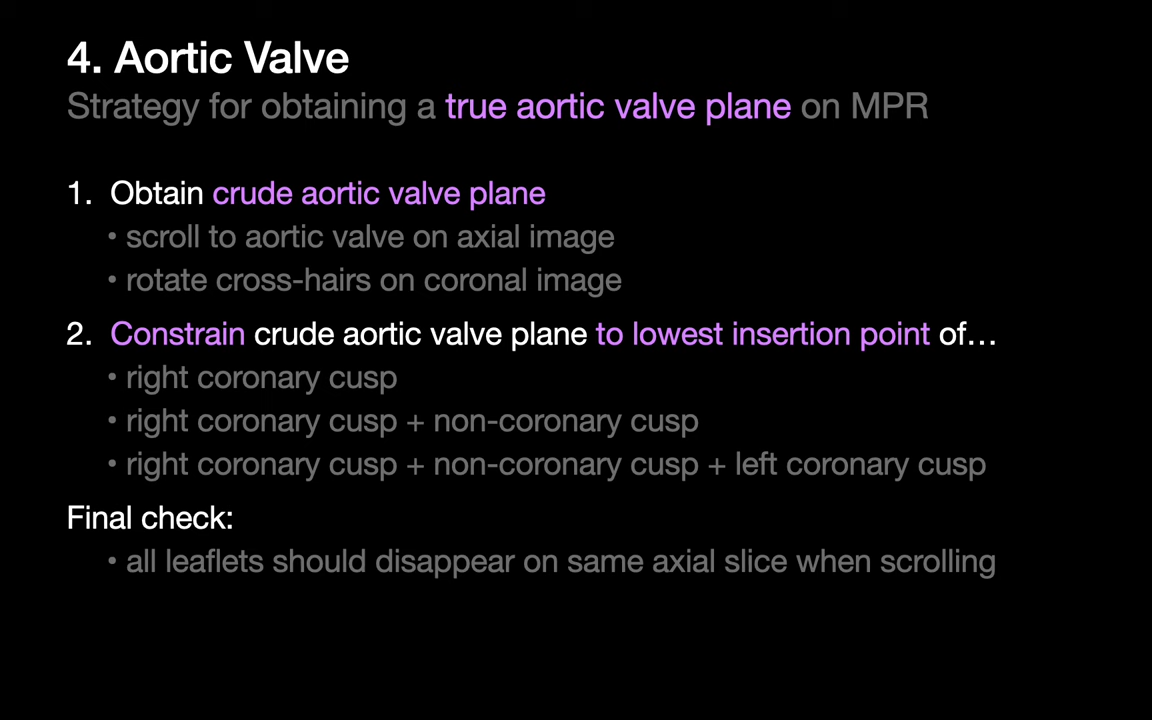 4. Aortic Valve
Strategy for obtaining a true aortic valve plane on MPR
1. Obtain crude aortic valve plane
• scroll to aortic valve on axial image
• rotate cross-hairs on coronal image
2. Constrain crude aortic valve plane to lowest insertion point of…
• right coronary cusp
• right coronary cusp + non-coronary cusp
• right coronary cusp + non-coronary cusp + left coronary cusp
Final check:
• all leaflets should disappear on same axial slice when scrolling